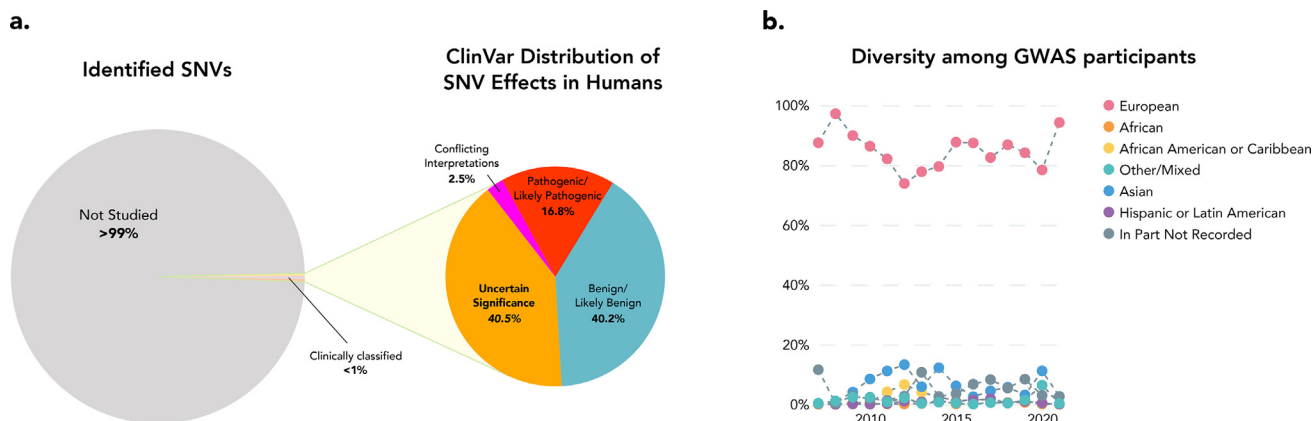 a.
Identified SNVs
Not Studied
>99%
Clinically classified
<1%
ClinVar Distribution of
SNV Effects in Humans
Conflicting
Interpretations
2.5%
Pathogenic/
Likely Pathogenic
16.8%
Uncertain
Significance
40.5%
Benign/
Likely Benign
40.2%
b.
Diversity among GWAS participants
100%
80%
60%
40%
20%
0%
2010
2015
2020
European
African
African American or Caribbean
Other/Mixed
Asian
Hispanic or Latin American
In Part Not Recorded